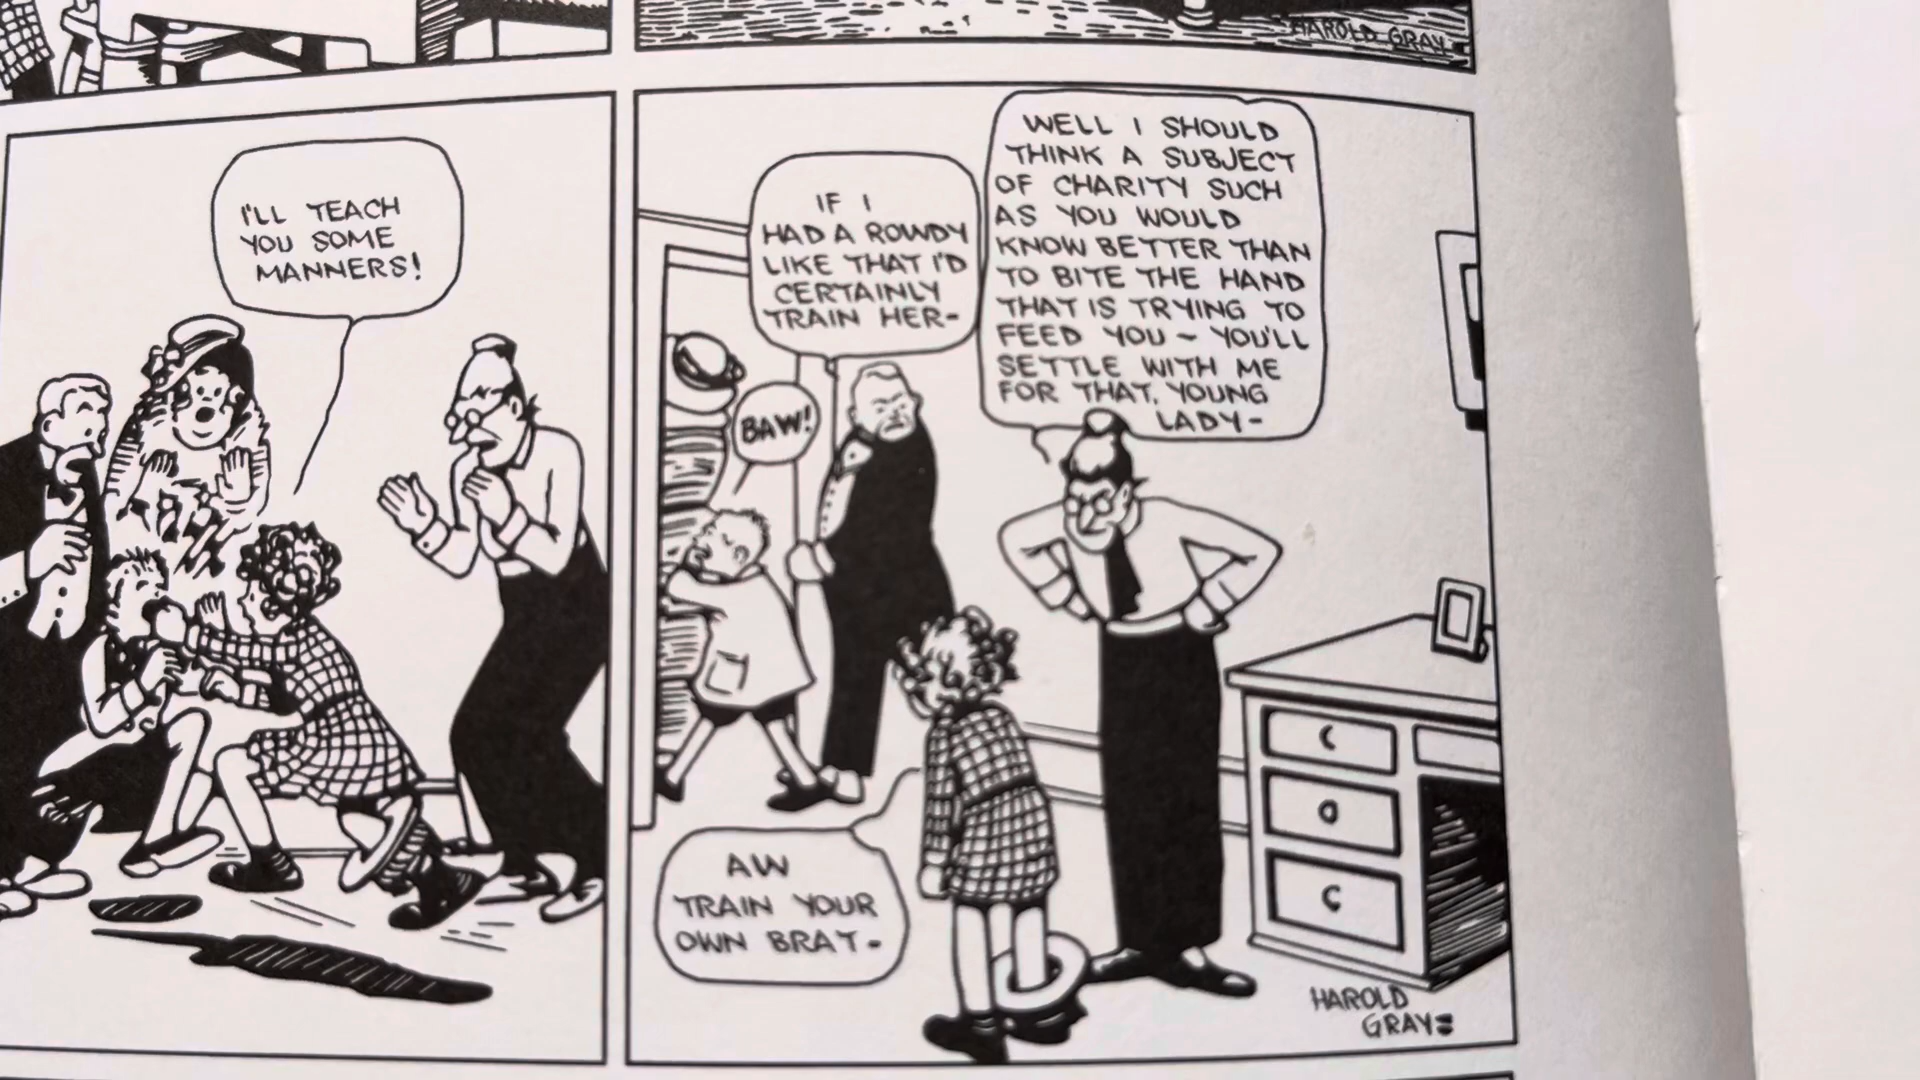 HAROLD GRAY
I'LL TEACH
YOU SOME
MANNERS!
IF I
HAD A ROWDY
LIKE THAT I'D
CERTAINLY
TRAIN HER-
WELL I SHOULD
THINK A SUBJECT
OF CHARITY SUCH
AS YOU WOULD
KNOW BETTER THAN
TO BITE THE HAND
THAT IS TRYING TO
FEED YOU - YOU'LL
SETTLE WITH ME
FOR THAT, YOUNG
LADY-
BAW!
AW
TRAIN YOUR
OWN BRAT-
HAROLD
GRAY